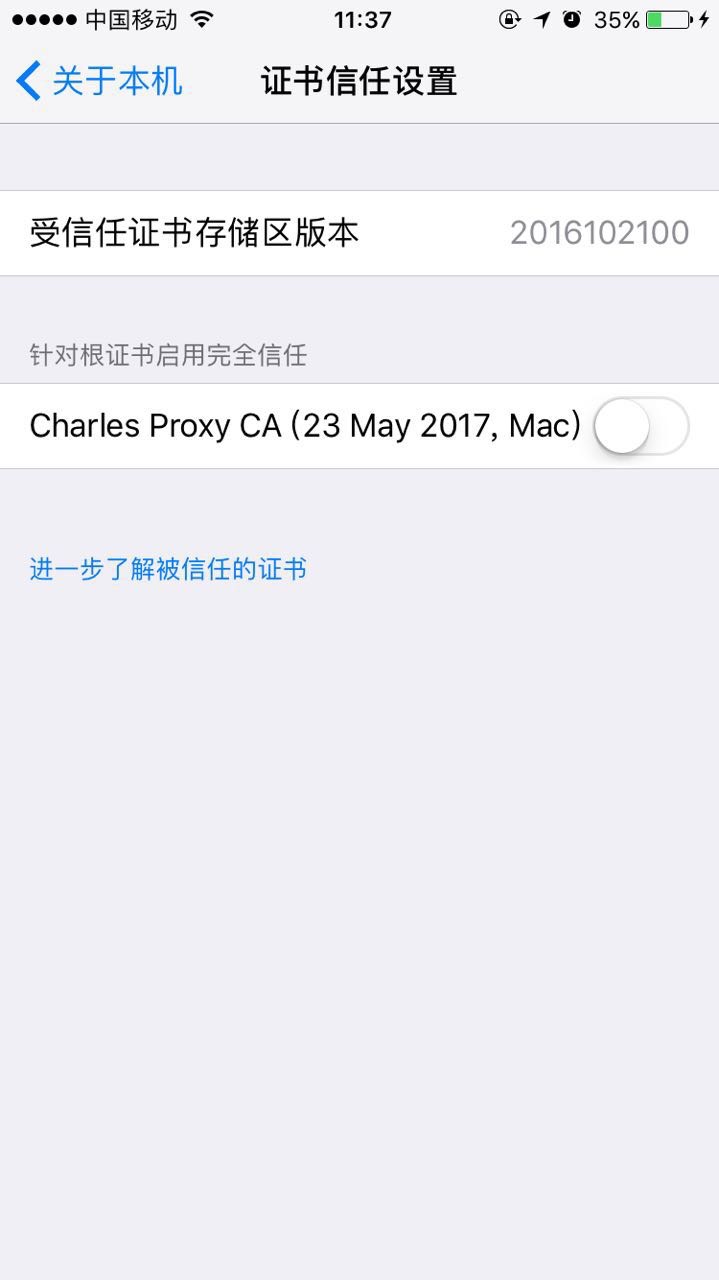 中国移动 11:37 35%
关于本机 证书信任设置
受信任证书存储区版本 2016102100
针对根证书启用完全信任
Charles Proxy CA (23 May 2017, Mac)
进一步了解被信任的证书